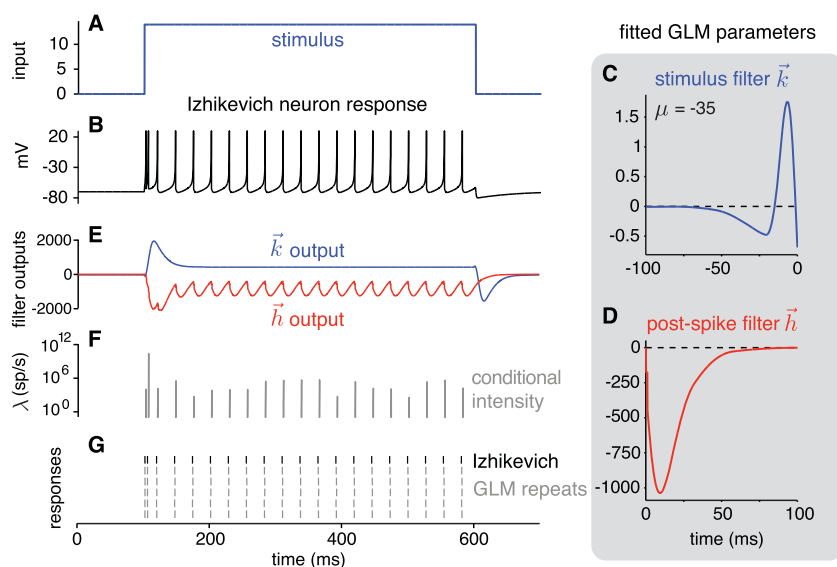 A
input
10
5
0
stimulus
Izhikevich neuron response
B
mV
20
-30
-80
E
filter outputs
2000
0
-2000
k⃗ output
h⃗ output
F
λ (sp/s)
10¹²
10⁶
10⁰
conditional
intensity
G
responses
Izhikevich
GLM repeats
0
200
400
600
time (ms)
fitted GLM parameters
C
stimulus filter k⃗
μ = -35
1.5
1
0.5
0
-0.5
-100
-50
0
D
post-spike filter h⃗
0
-250
-500
-750
-1000
0
50
100
time (ms)